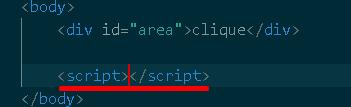 <body>
<div id="area">clique</div>
<script></script>
</body>